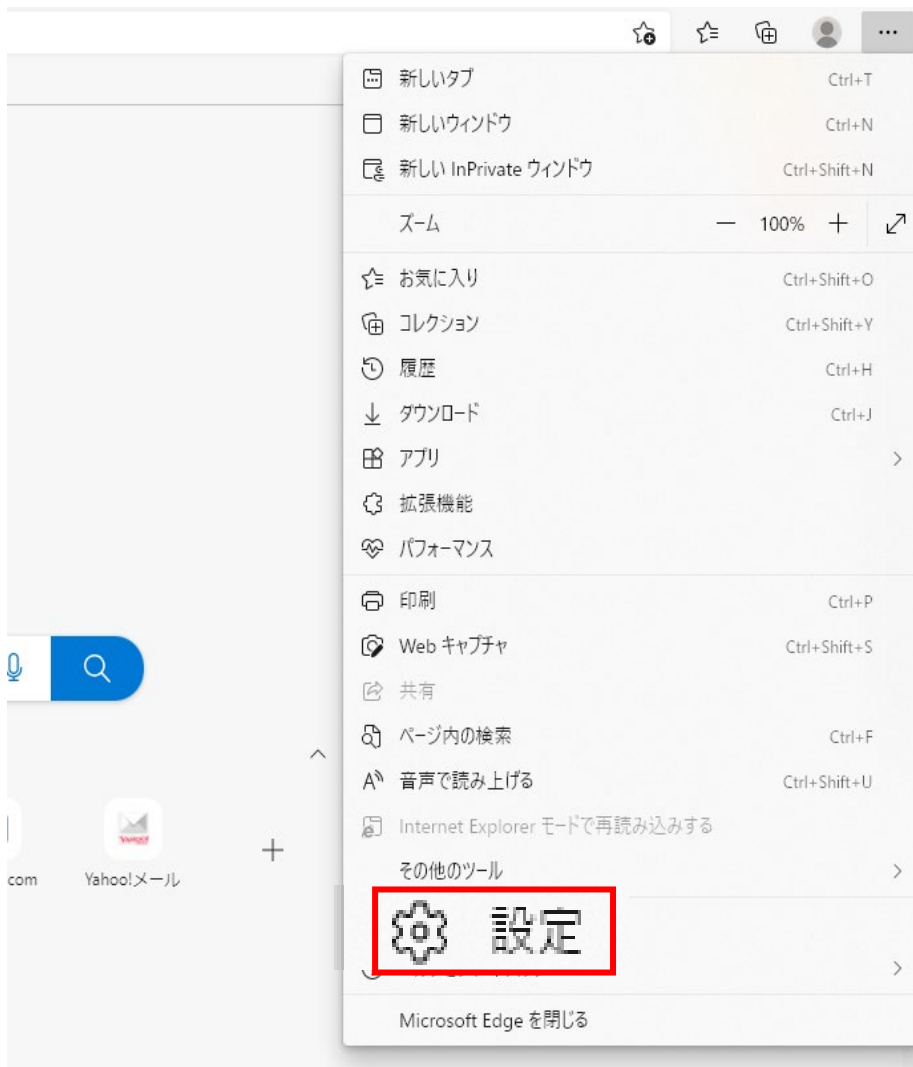 新しいタブ Ctrl+T
新しいウィンドウ Ctrl+N
新しい InPrivate ウィンドウ Ctrl+Shift+N
ズーム 100%
お気に入り Ctrl+Shift+O
コレクション Ctrl+Shift+Y
履歴 Ctrl+H
ダウンロード Ctrl+J
アプリ
拡張機能
パフォーマンス
印刷 Ctrl+P
Web キャプチャ Ctrl+Shift+S
共有
ページ内の検索 Ctrl+F
音声で読み上げる Ctrl+Shift+U
Internet Explorer モードで再読み込みする
その他のツール
設定
Microsoft Edge を閉じる
com
Yahoo!メール